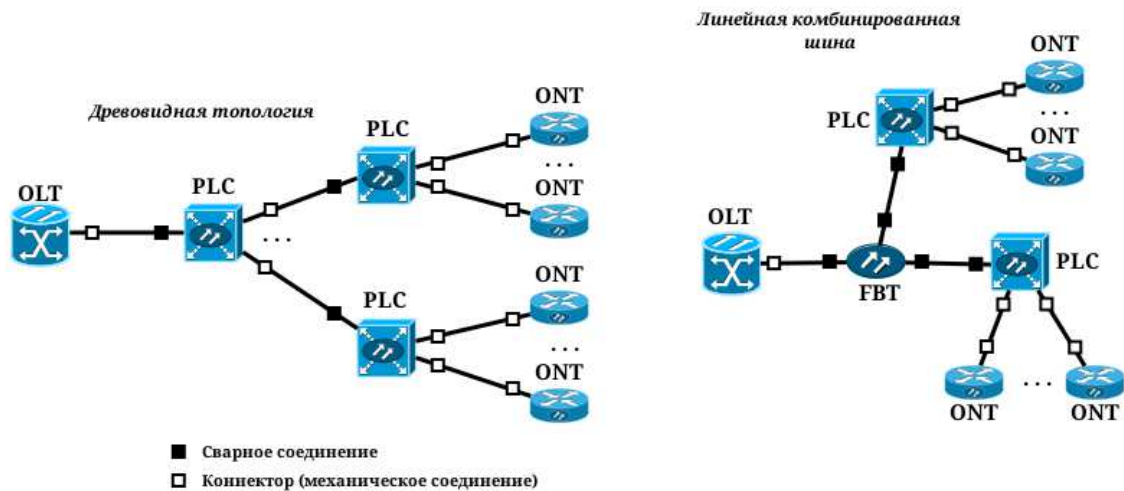 Древовидная топология
OLT
PLC
...
PLC
ONT
...
ONT
PLC
ONT
...
ONT
Линейная комбинированная
шина
OLT
FBT
PLC
ONT
...
ONT
PLC
...
ONT
ONT
Сварное соединение
Коннектор (механическое соединение)